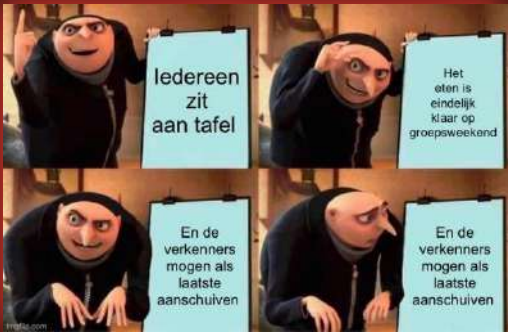 Iedereen
zit
aan tafel
Het
eten is
eindelijk
klaar op
groepsweekend
En de
verkenners
mogen als
laatste
aanschuiven
En de
verkenners
mogen als
laatste
aanschuiven
imgflip.com